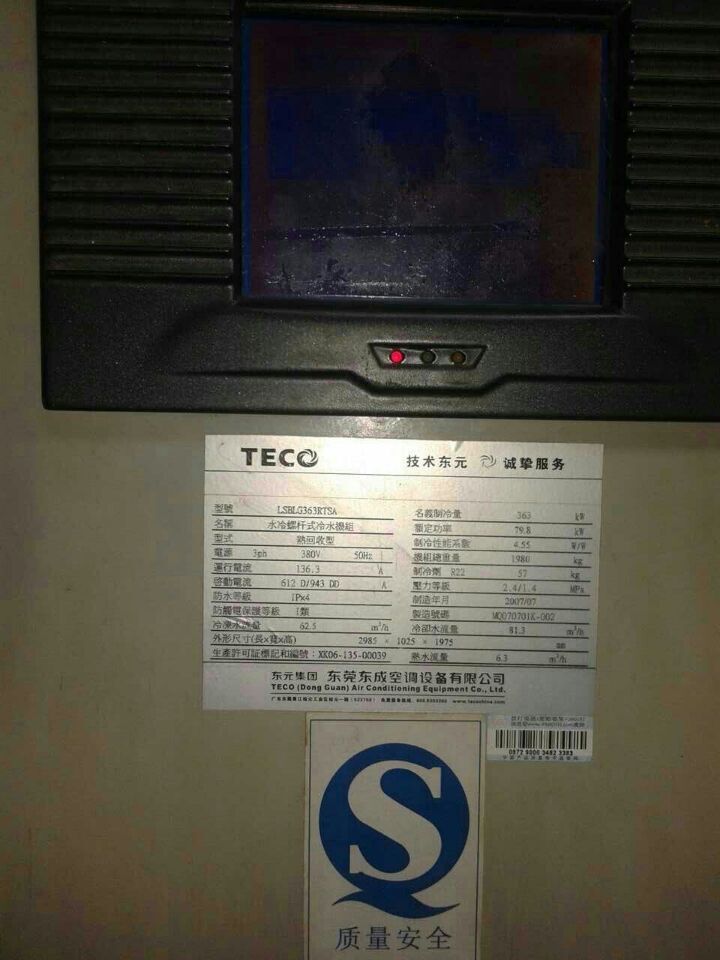 TECO 技术东元 诚挚服务
型號 LSBLG363RTSA
名稱 水冷螺杆式冷水機組
型式 熱回收型
電源 3ph 380V 50Hz
運行電流 136.3 A
啓動電流 612 D/943 DD A
防水等級 IPx4
防觸電保護等級 I類
冷凍水流量 62.5 m³/h
外形尺寸(長×寬×高) 2985 × 1025 × 1975 mm
生產許可証標記和編號: XK06-135-00039
名義制冷量 363 kW
額定功率 79.8 kW
制冷性能系数 4.55 W/W
機組總重量 1980 kg
制冷劑 R22 57 kg
壓力等級 2.4/1.4 MPa
制造年月 2007/07
製造號碼 MQ070701K-002
冷卻水流量 81.3 m³/h
熱水流量 6.3 m³/h
东元集团 东莞东成空调设备有限公司
TECO (Dong Guan) Air Conditioning Equipment Co., Ltd.
0872 9806 3482 3383
S
质量安全